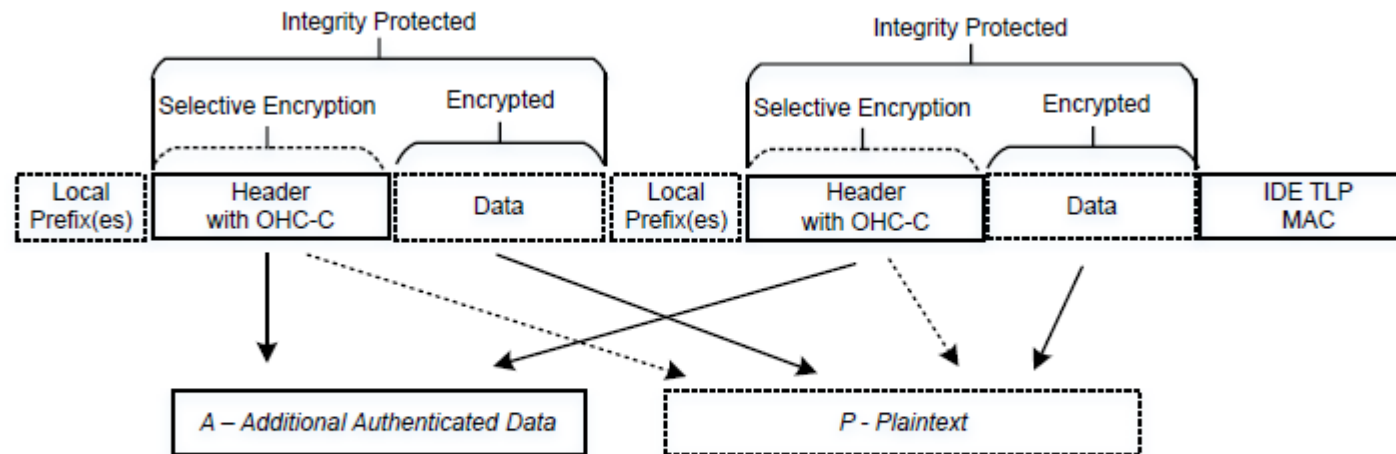 Integrity Protected
Integrity Protected
Selective Encryption
Encrypted
Selective Encryption
Encrypted
Local
Prefix(es)
Header
with OHC-C
Data
Local
Prefix(es)
Header
with OHC-C
Data
IDE TLP
MAC
A – Additional Authenticated Data
P - Plaintext